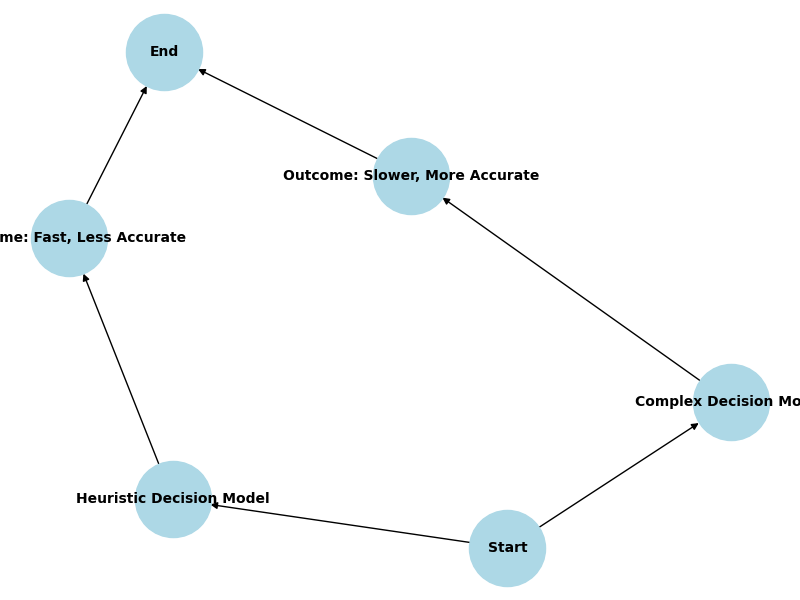 End
Outcome: Slower, More Accurate
me: Fast, Less Accurate
Complex Decision Mo
Heuristic Decision Model
Start